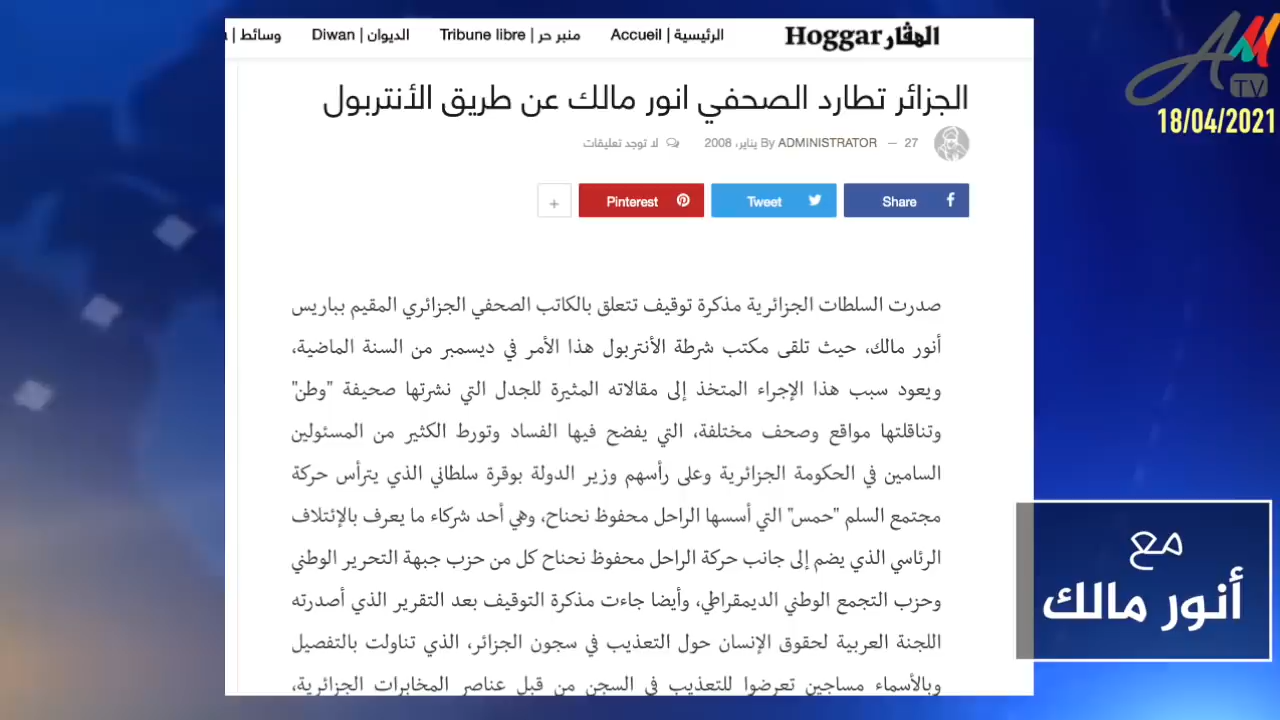 الهڤار Hoggar
الرئيسية | Accueil
منبر حر | Tribune libre
الديوان | Diwan
وسائط |
AM TV
18/04/2021
الجزائر تطارد الصحفي انور مالك عن طريق الأنتربول
27 — By ADMINISTRATOR يناير، 2008 لا توجد تعليقات
Share
Tweet
Pinterest
+
صدرت السلطات الجزائرية مذكرة توقيف تتعلق بالكاتب الصحفي الجزائري المقيم بباريس
أنور مالك، حيث تلقى مكتب شرطة الأنتربول هذا الأمر في ديسمبر من السنة الماضية،
ويعود سبب هذا الإجراء المتخذ إلى مقالاته المثيرة للجدل التي نشرتها صحيفة "وطن"
وتناقلتها مواقع وصحف مختلفة، التي يفضح فيها الفساد وتورط الكثير من المسئولين
السامين في الحكومة الجزائرية وعلى رأسهم وزير الدولة بوقرة سلطاني الذي يترأس حركة
مجتمع السلم "حمس" التي أسسها الراحل محفوظ نحناح، وهي أحد شركاء ما يعرف بالإئتلاف
الرئاسي الذي يضم إلى جانب حركة الراحل محفوظ نحناح كل من حزب جبهة التحرير الوطني
وحزب التجمع الوطني الديمقراطي، وأيضا جاءت مذكرة التوقيف بعد التقرير الذي أصدرته
اللجنة العربية لحقوق الإنسان حول التعذيب في سجون الجزائر، الذي تناولت بالتفصيل
وبالأسماء مساجين تعرضوا للتعذيب في السجن من قبل عناصر المخابرات الجزائرية،
مع
أنور مالك